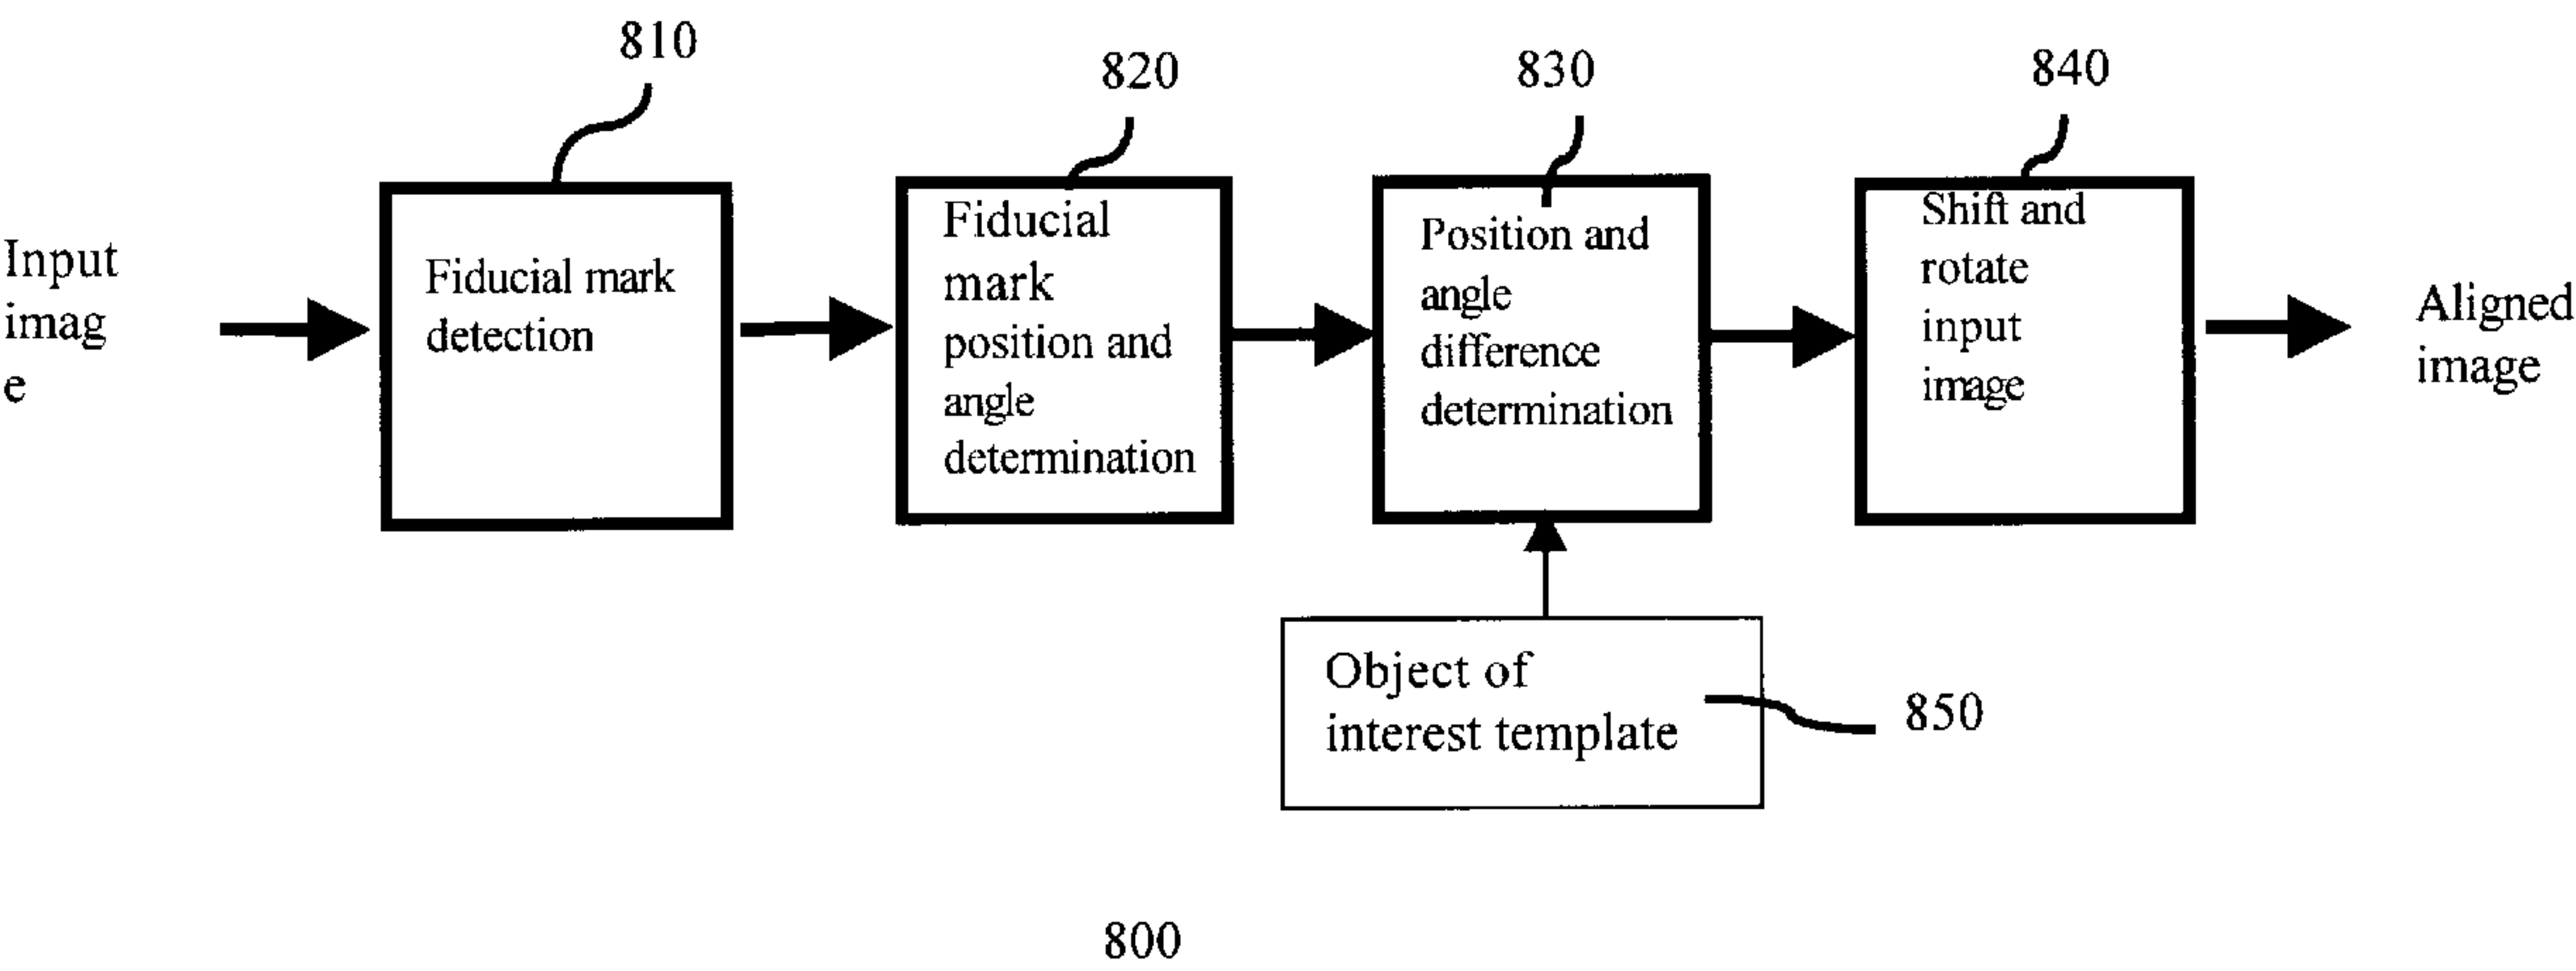 810
820
830
840
Input
imag
e
Fiducial mark
detection
Fiducial
mark
position and
angle
determination
Position and
angle
difference
determination
Shift and
rotate
input
image
Aligned
image
Object of
interest template
850
800